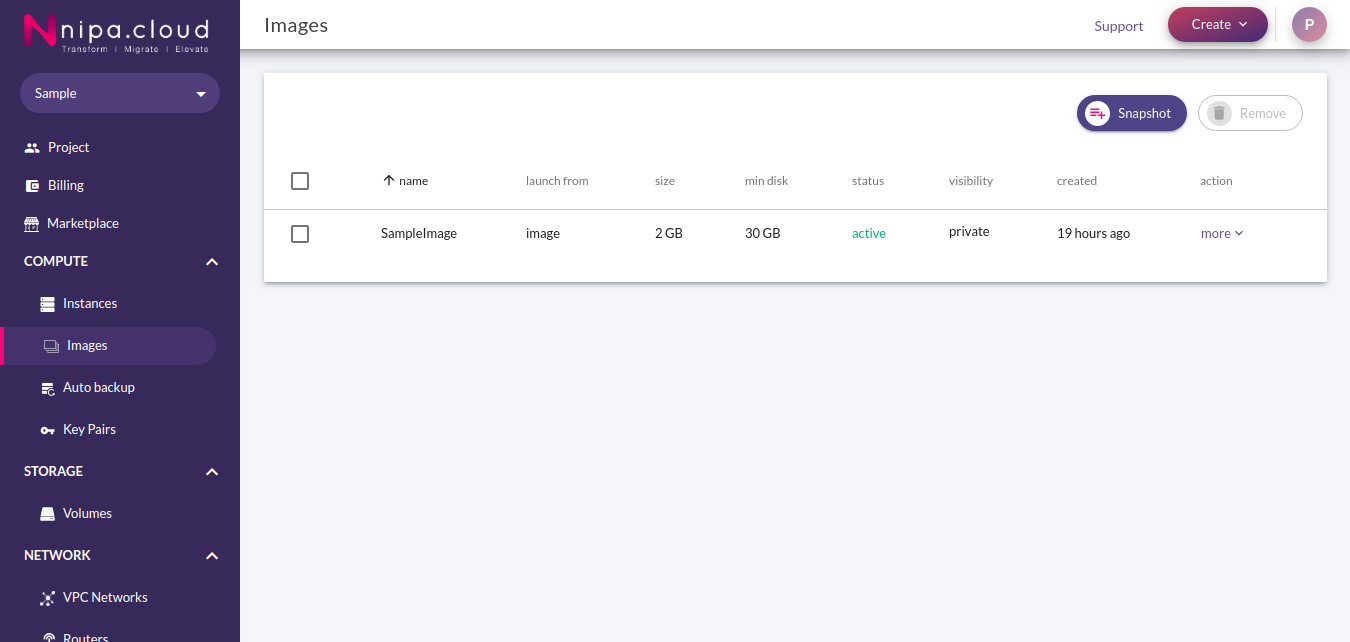 nipa.cloud
Transform | Migrate | Elevate
Images
Support
Create
P
Sample
Project
Billing
Marketplace
COMPUTE
Instances
Images
Auto backup
Key Pairs
STORAGE
Volumes
NETWORK
VPC Networks
Routers
Snapshot
Remove
name launch from size min disk status visibility created action
SampleImage image 2 GB 30 GB active private 19 hours ago more